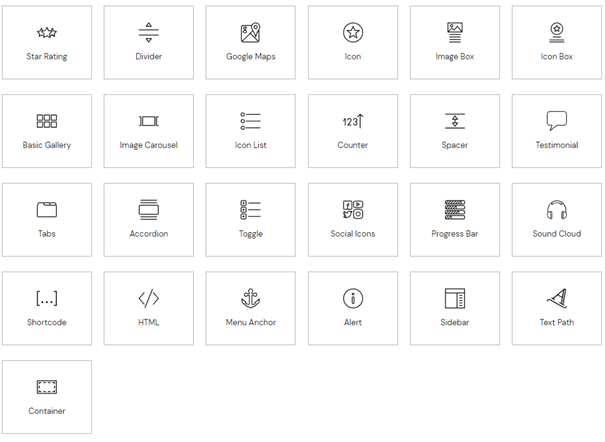 Star Rating
Divider
Google Maps
Icon
Image Box
Icon Box
Basic Gallery
Image Carousel
Icon List
123
Counter
Spacer
Testimonial
Tabs
Accordion
Toggle
Social Icons
Progress Bar
Sound Cloud
[...]
Shortcode
</>
HTML
Menu Anchor
Alert
Sidebar
Text Path
Container